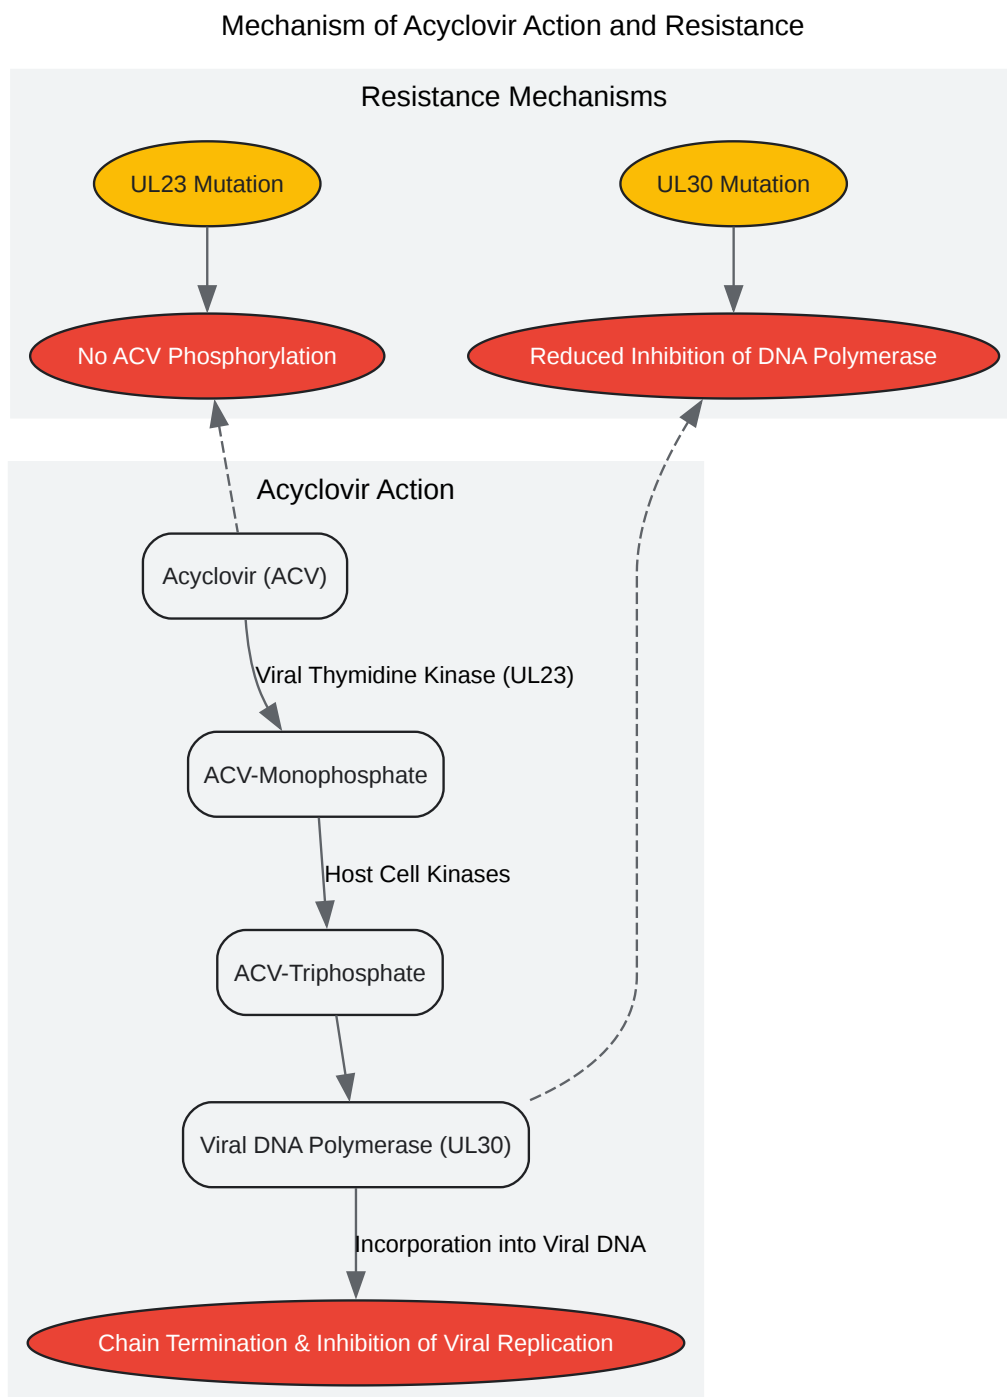 Mechanism of Acyclovir Action and Resistance
Resistance Mechanisms
UL23 Mutation
UL30 Mutation
No ACV Phosphorylation
Reduced Inhibition of DNA Polymerase
Acyclovir Action
Acyclovir (ACV)
Viral Thymidine Kinase (UL23)
ACV-Monophosphate
Host Cell Kinases
ACV-Triphosphate
Viral DNA Polymerase (UL30)
Incorporation into Viral DNA
Chain Termination & Inhibition of Viral Replication